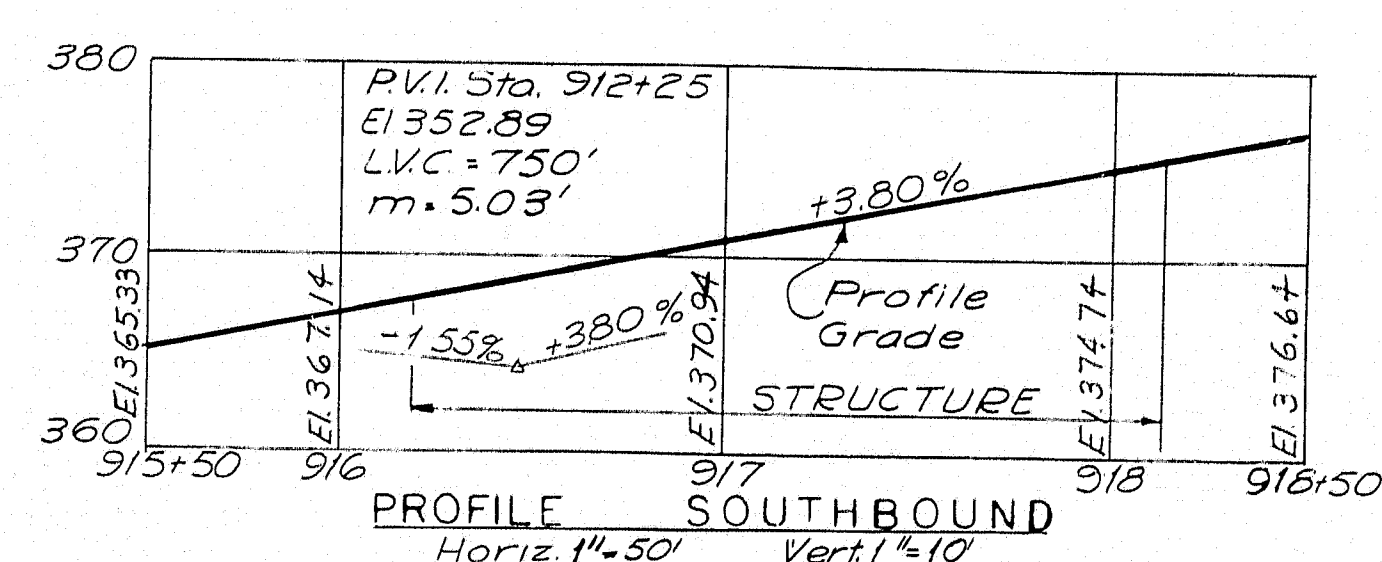 380
P.V.I. Sta. 912+25
El 352.89
L.V.C. = 750'
m = 5.03'
+3.80%
370
El. 365.33
El. 367.14
-1 55%
+380%
El. 370.94
Profile
Grade
El. 374.74
El. 376.64
STRUCTURE
360
915+50
916
917
918
918+50
PROFILE SOUTHBOUND
Horiz. 1"=50' Vert. 1"=10'